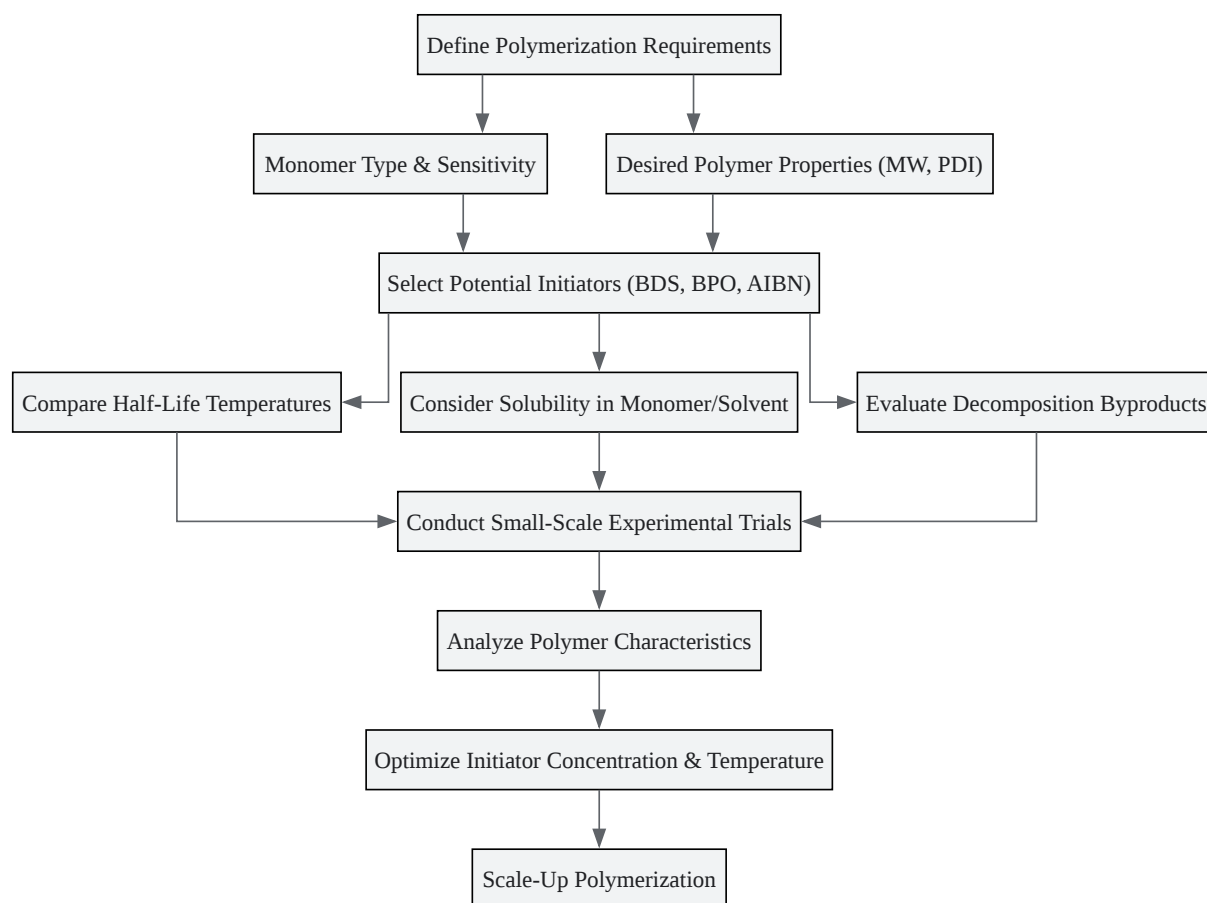 Define Polymerization Requirements
Monomer Type & Sensitivity
Desired Polymer Properties (MW, PDI)
Select Potential Initiators (BDS, BPO, AIBN)
Compare Half-Life Temperatures
Consider Solubility in Monomer/Solvent
Evaluate Decomposition Byproducts
Conduct Small-Scale Experimental Trials
Analyze Polymer Characteristics
Optimize Initiator Concentration & Temperature
Scale-Up Polymerization